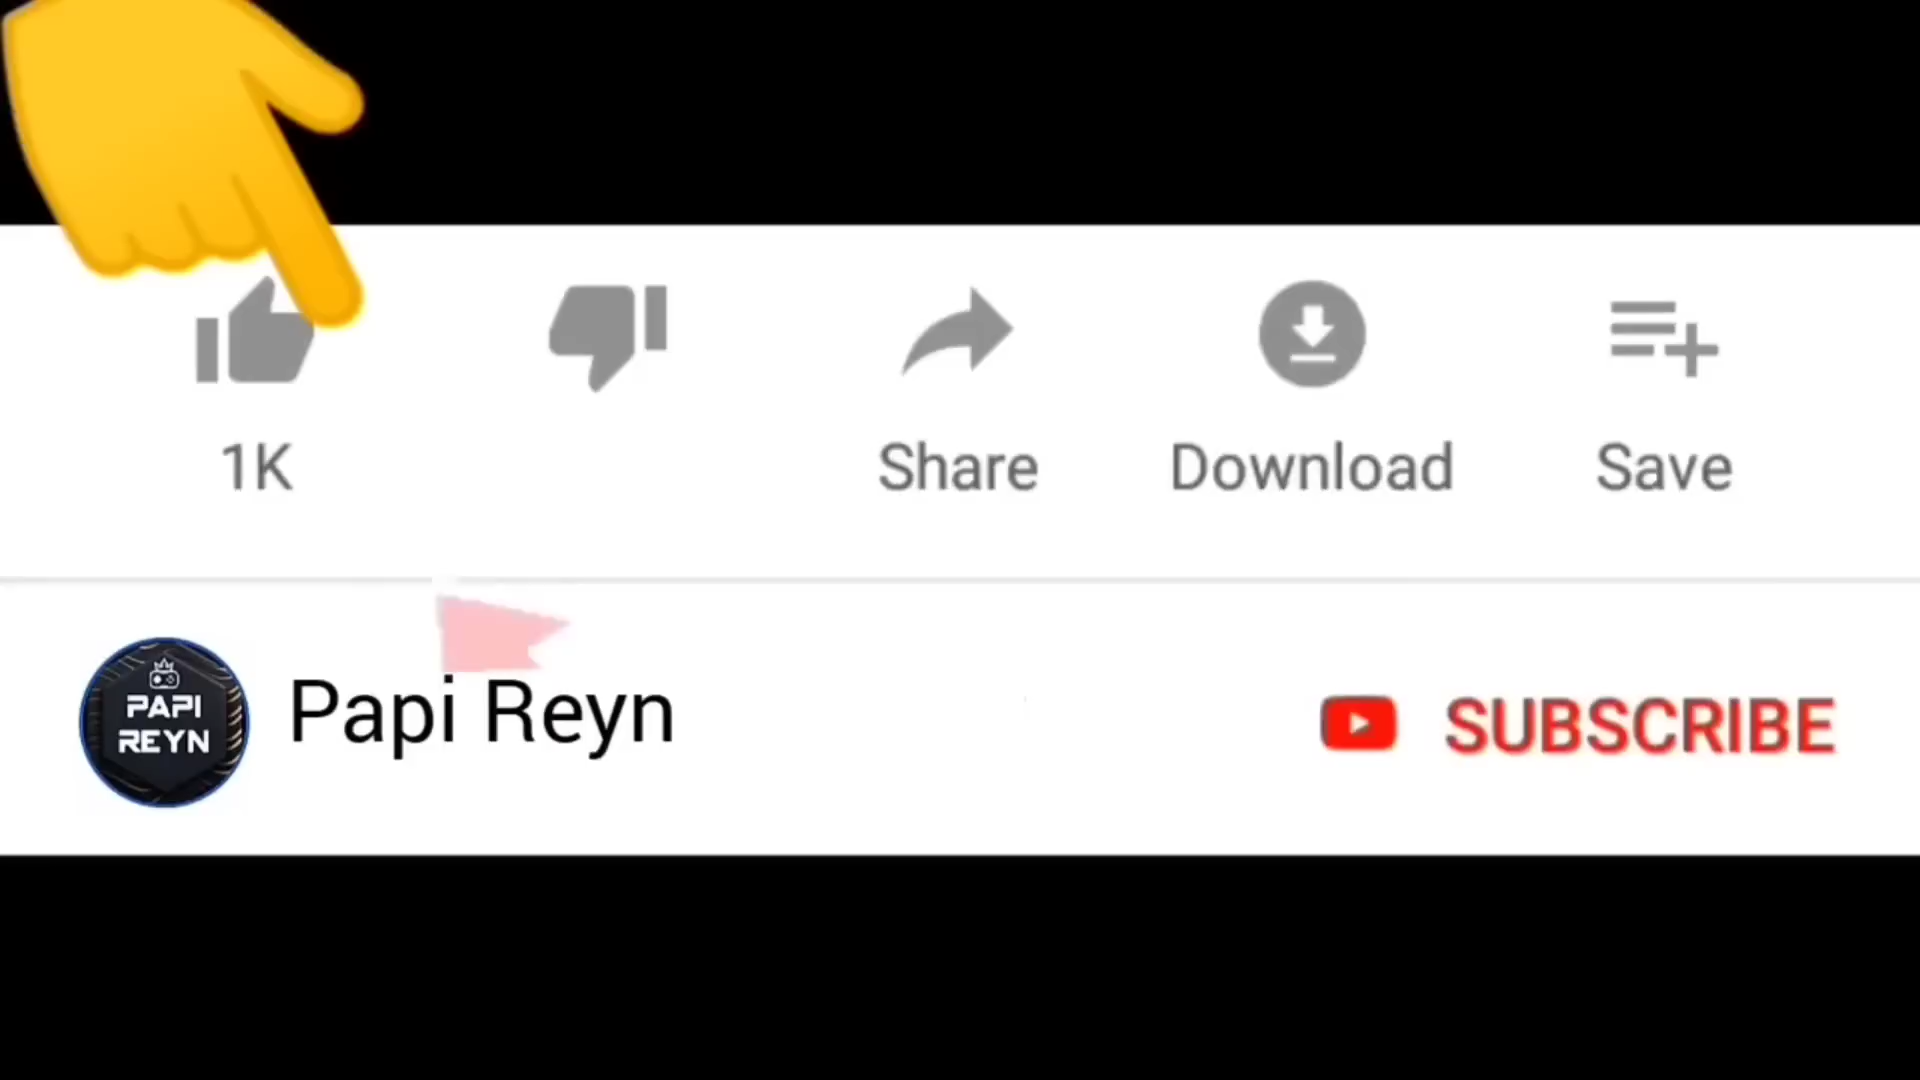 1K
Share
Download
Save
PAPI
REYN
Papi Reyn
SUBSCRIBE